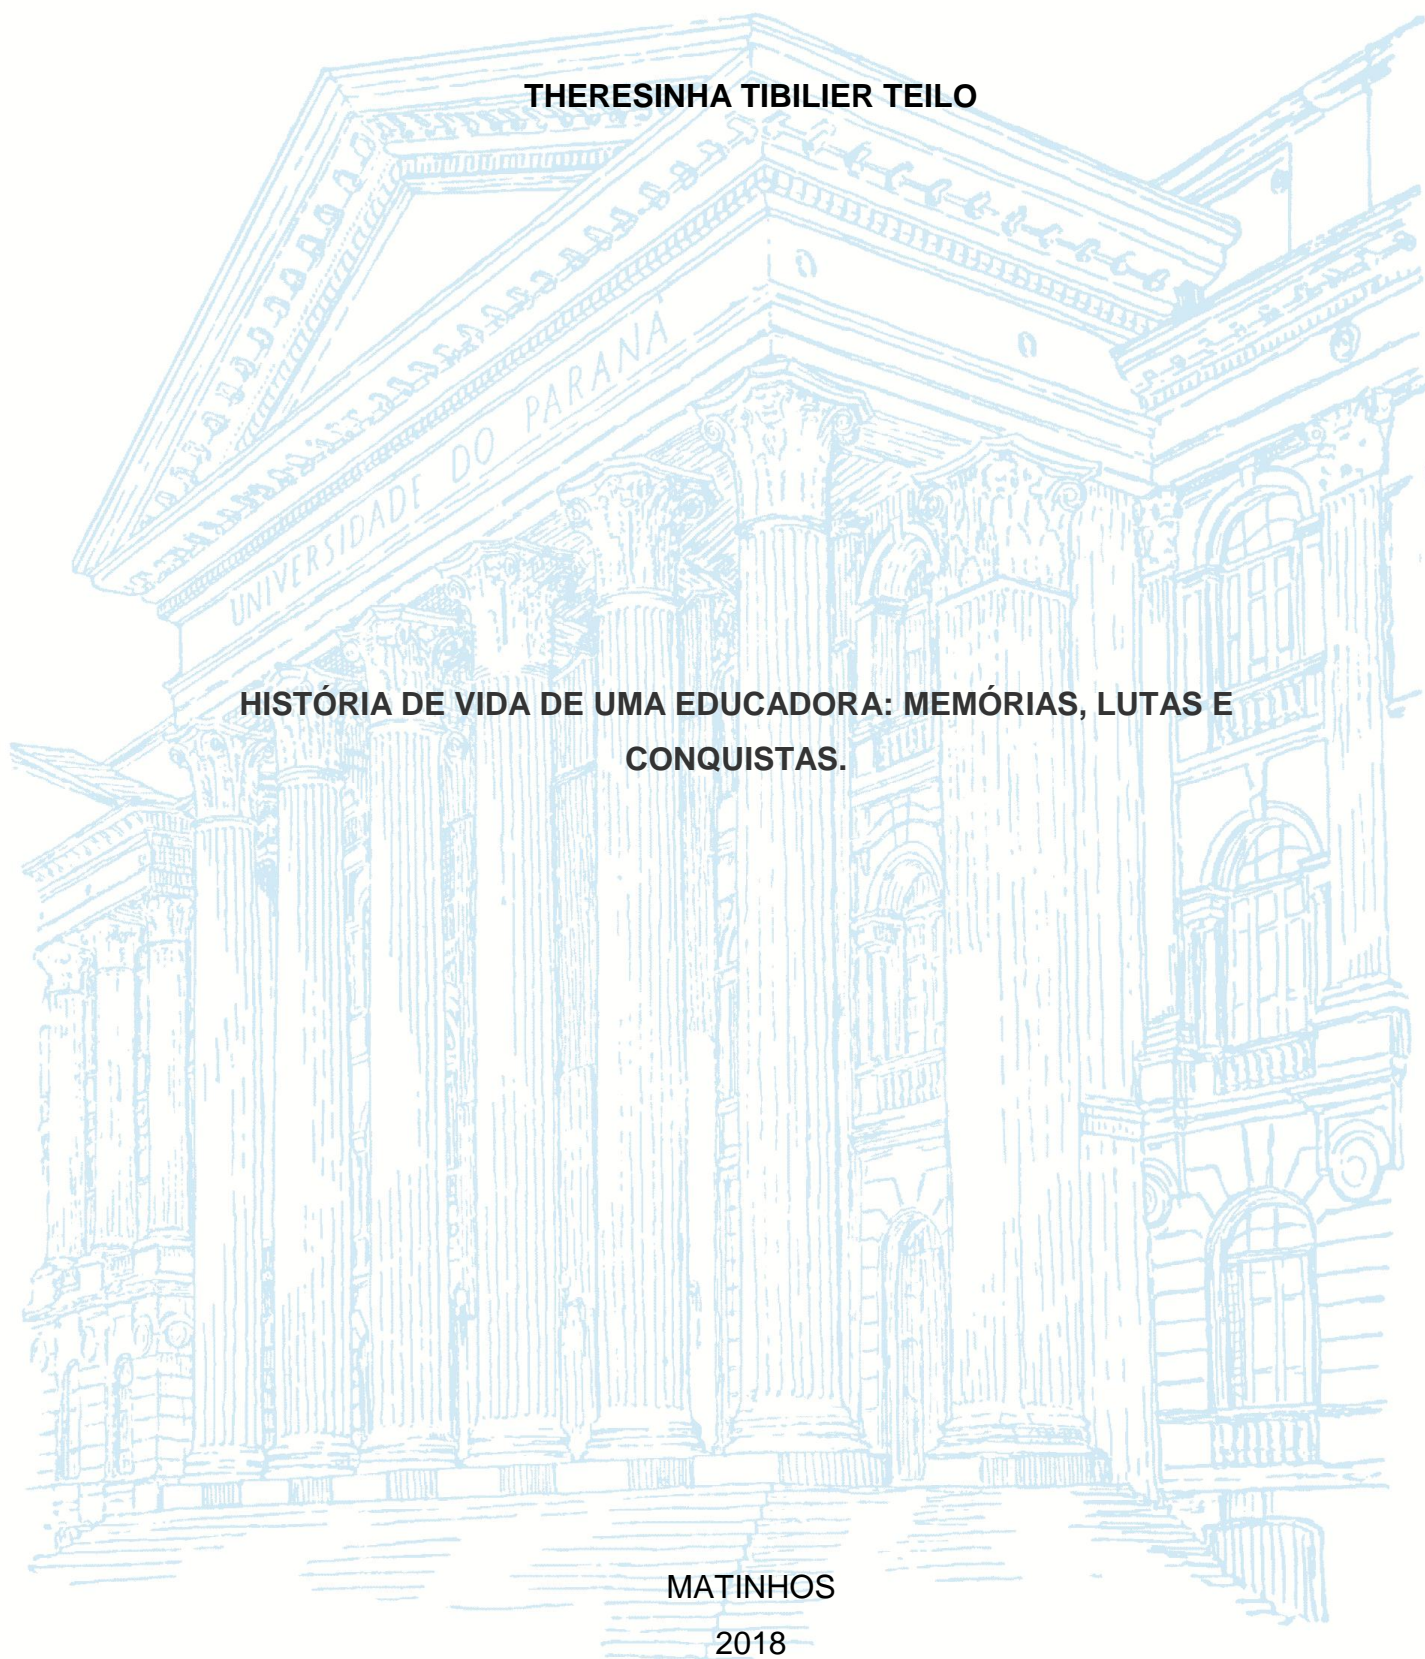 THERESINHA TIBILIER TEILO
UNIVERSIDADE DO PARANÁ
HISTÓRIA DE VIDA DE UMA EDUCADORA: MEMÓRIAS, LUTAS E
CONQUISTAS.
MATINHOS
2018